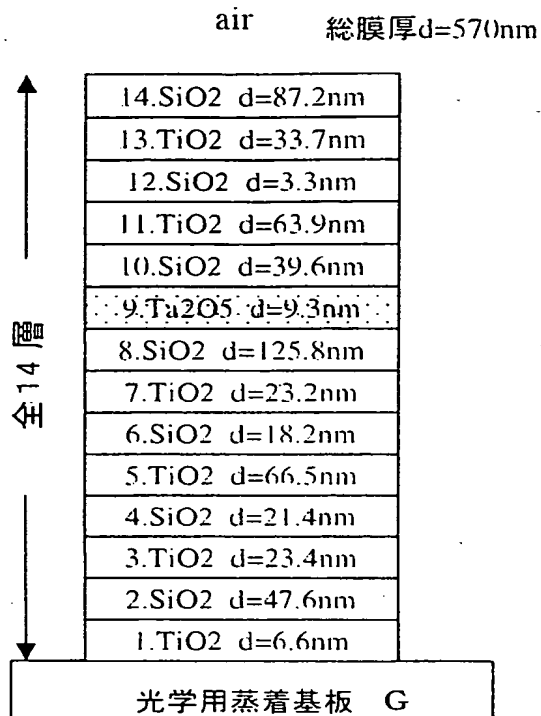 air
総膜厚d=570nm
14.SiO2 d=87.2nm
13.TiO2 d=33.7nm
12.SiO2 d=3.3nm
11.TiO2 d=63.9nm
10.SiO2 d=39.6nm
9.Ta2O5 d=9.3nm
8.SiO2 d=125.8nm
7.TiO2 d=23.2nm
6.SiO2 d=18.2nm
5.TiO2 d=66.5nm
4.SiO2 d=21.4nm
3.TiO2 d=23.4nm
2.SiO2 d=47.6nm
1.TiO2 d=6.6nm
全14層
光学用蒸着基板 G